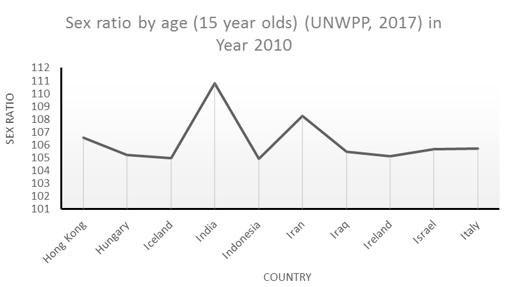 Sex ratio by age (15 year olds) (UNWPP, 2017) in
Year 2010
112
111
110
109
108
107
106
105
104
103
102
101
SEX RATIO
Hong Kong
Hungary
Iceland
India
Indonesia
Iran
Iraq
Ireland
Israel
Italy
COUNTRY